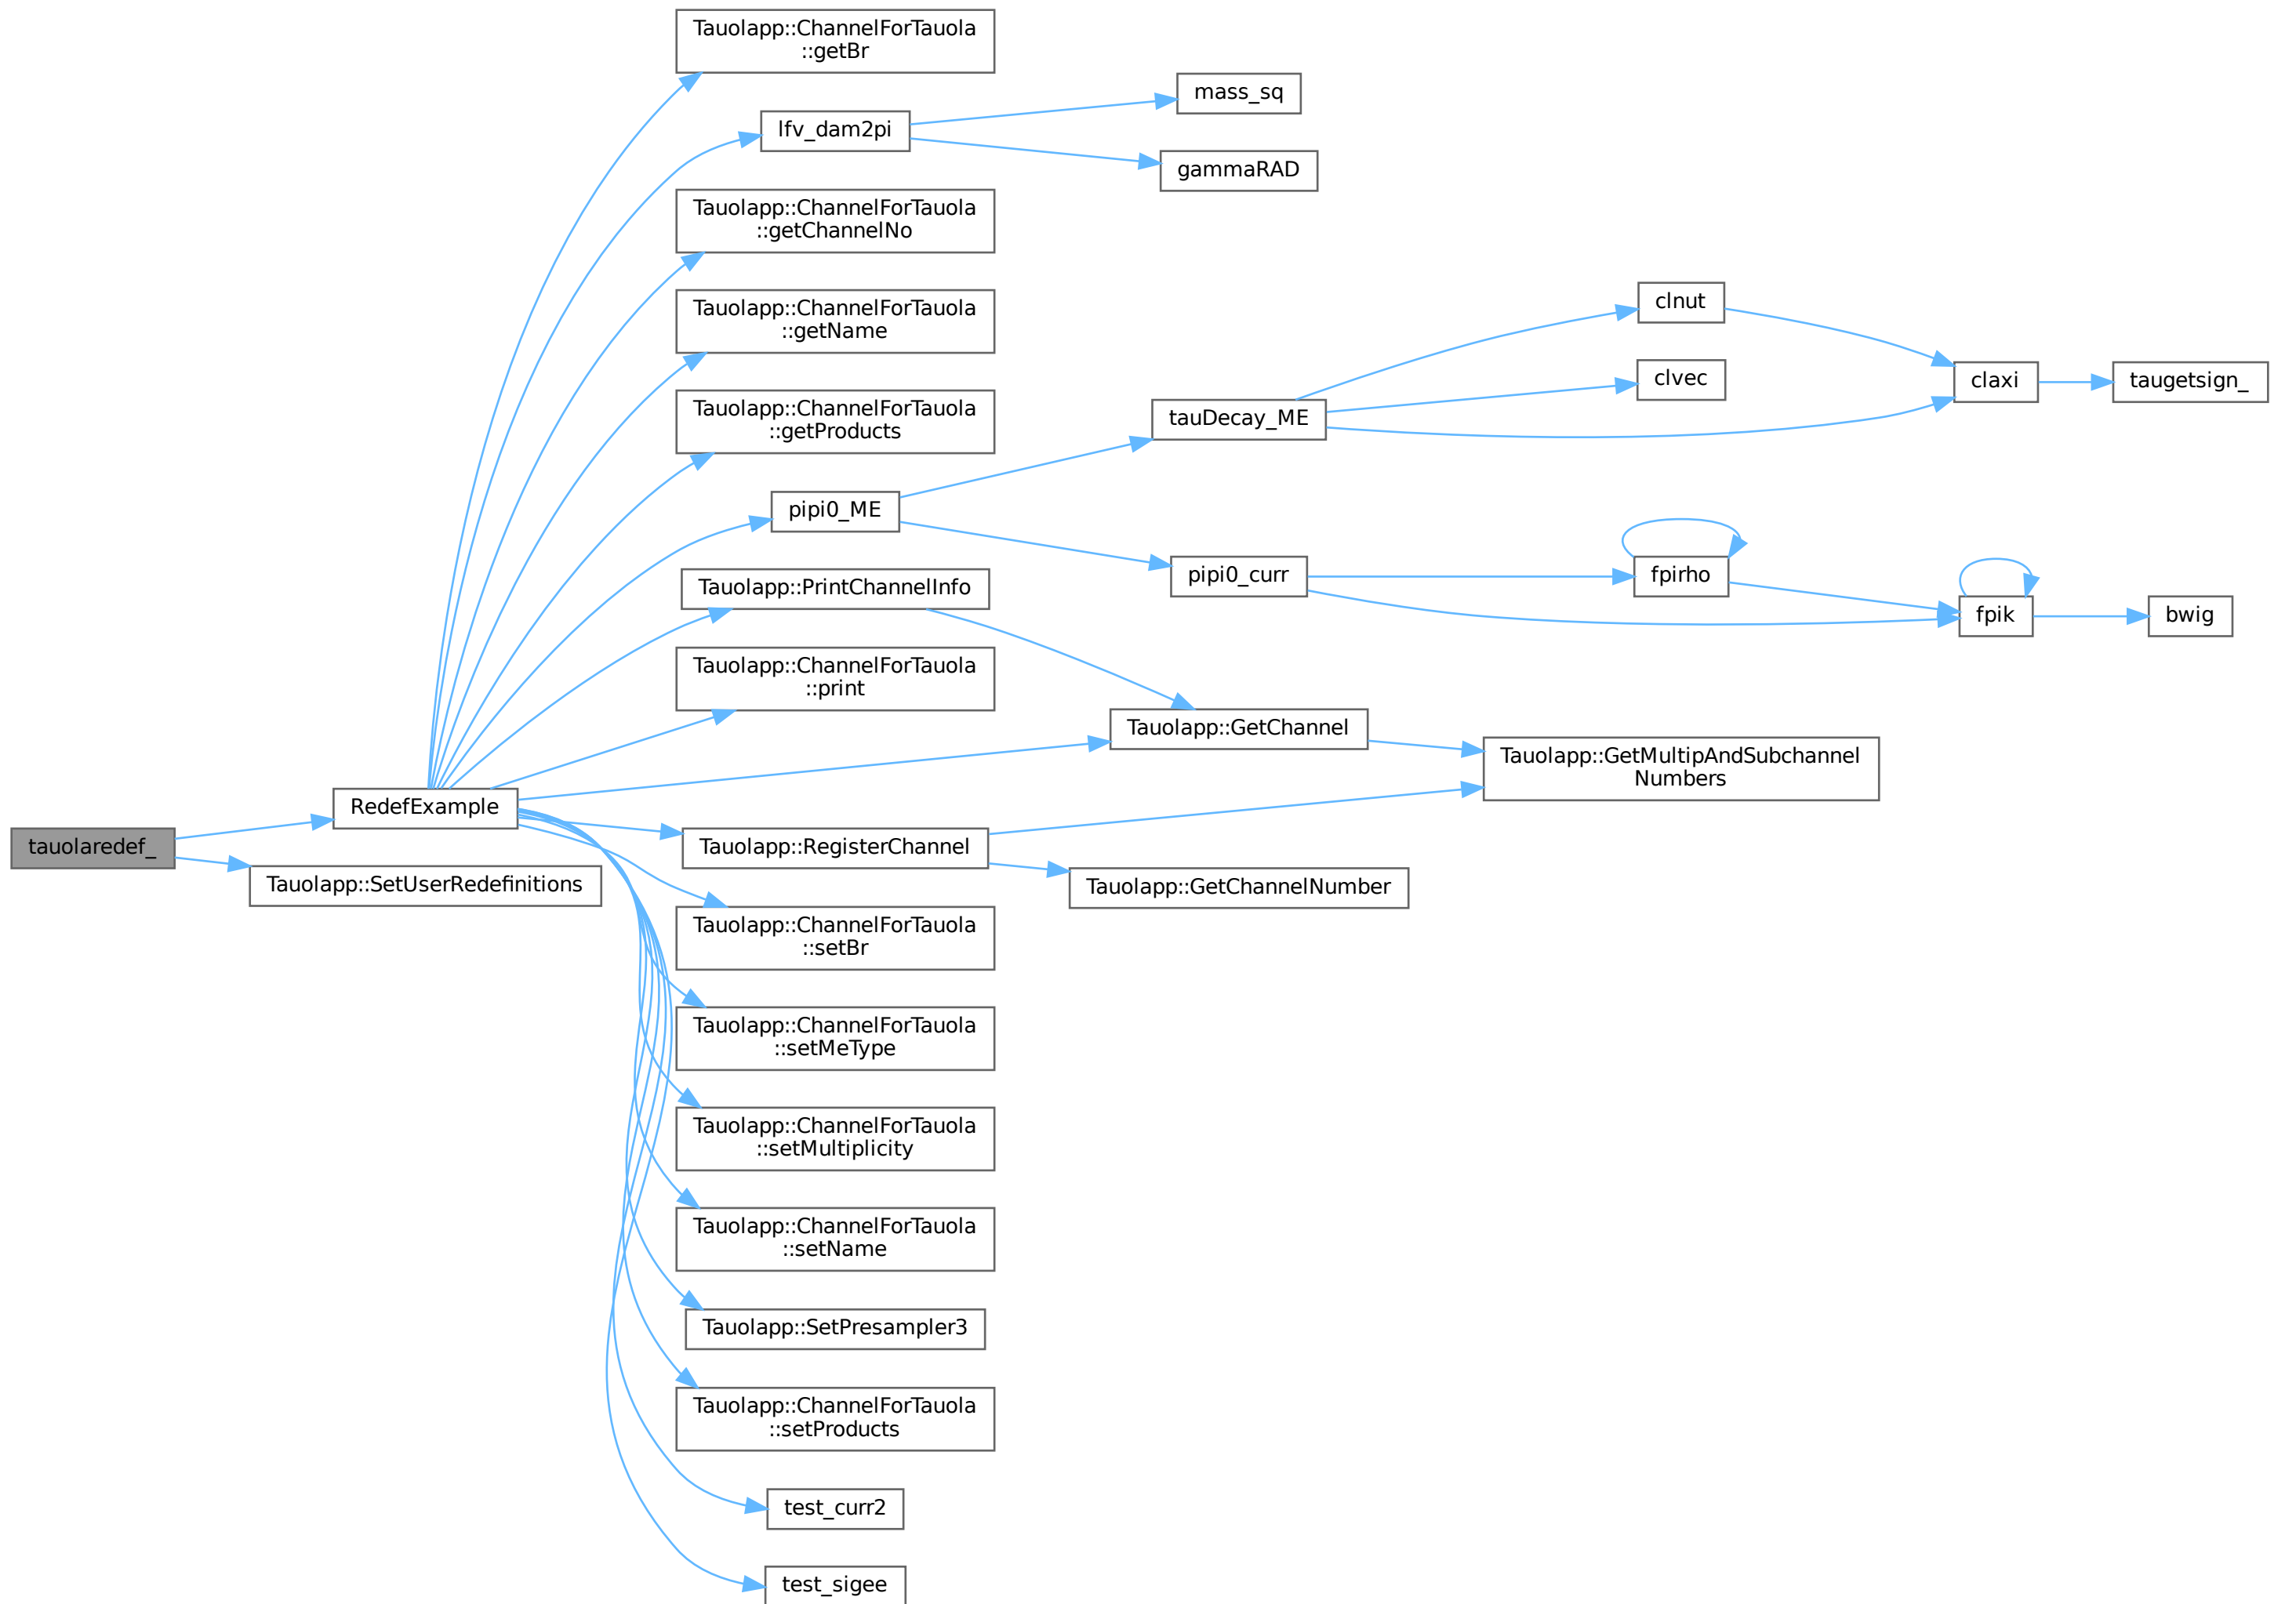 Tauolapp::ChannelForTauola
::getBr
mass_sq
lfv_dam2pi
gammaRAD
Tauolapp::ChannelForTauola
::getChannelNo
Tauolapp::ChannelForTauola
::getName
clnut
clvec
claxi
taugetsign_
Tauolapp::ChannelForTauola
::getProducts
tauDecay_ME
pipi0_ME
pipi0_curr
fpirho
Tauolapp::PrintChannelInfo
fpik
bwig
Tauolapp::ChannelForTauola
::print
Tauolapp::GetChannel
Tauolapp::GetMultipAndSubchannel
Numbers
RedefExample
tauolaredef_
Tauolapp::RegisterChannel
Tauolapp::SetUserRedefinitions
Tauolapp::GetChannelNumber
Tauolapp::ChannelForTauola
::setBr
Tauolapp::ChannelForTauola
::setMeType
Tauolapp::ChannelForTauola
::setMultiplicity
Tauolapp::ChannelForTauola
::setName
Tauolapp::SetPresampler3
Tauolapp::ChannelForTauola
::setProducts
test_curr2
test_sigee